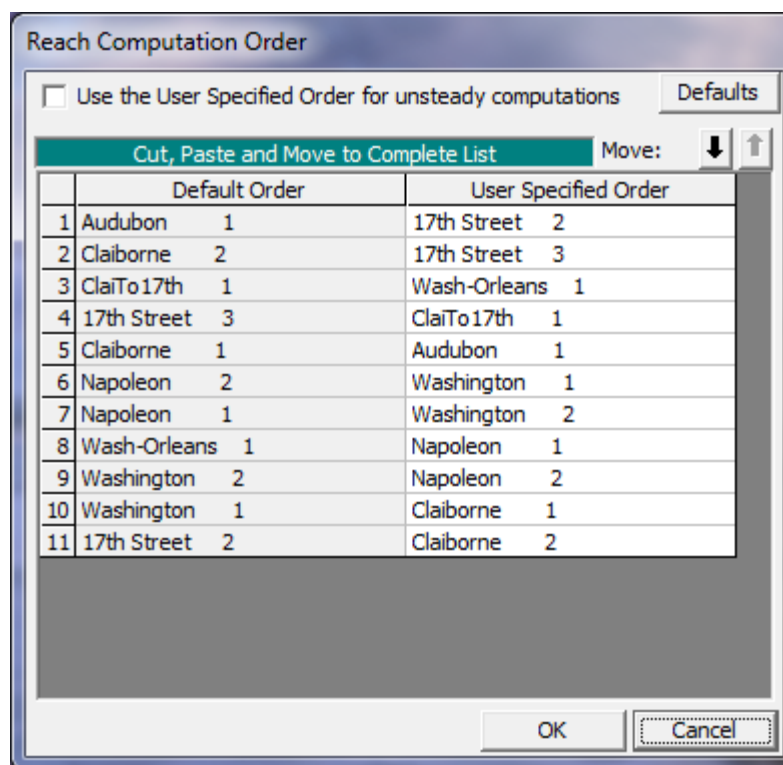 Reach Computation Order
Use the User Specified Order for unsteady computations Defaults
Cut, Paste and Move to Complete List Move:
Default Order User Specified Order
1 Audubon 1 17th Street 2
2 Claiborne 2 17th Street 3
3 ClaiTo17th 1 Wash-Orleans 1
4 17th Street 3 ClaiTo17th 1
5 Claiborne 1 Audubon 1
6 Napoleon 2 Washington 1
7 Napoleon 1 Washington 2
8 Wash-Orleans 1 Napoleon 1
9 Washington 2 Napoleon 2
10 Washington 1 Claiborne 1
11 17th Street 2 Claiborne 2
OK Cancel